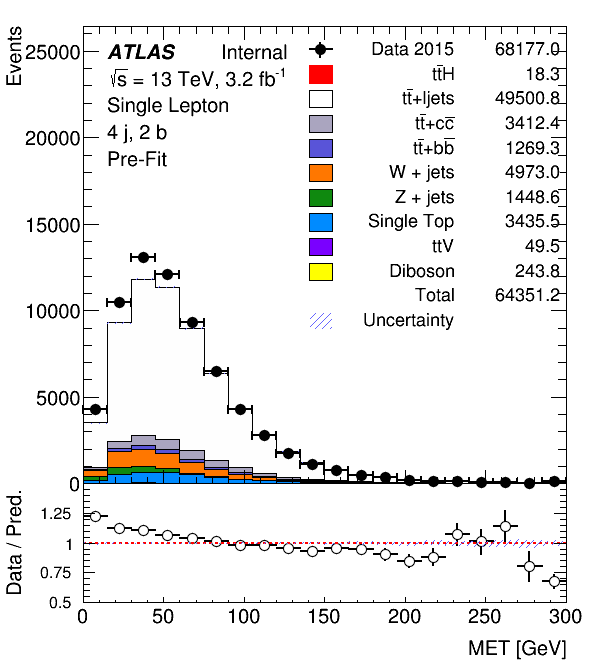 Events
25000
20000
15000
10000
5000
0
ATLAS Internal
√s = 13 TeV, 3.2 fb⁻¹
Single Lepton
4 j, 2 b
Pre-Fit
Data 2015 68177.0
tt̄H 18.3
tt̄+ljets 49500.8
tt̄+cc̄ 3412.4
tt̄+bb̄ 1269.3
W + jets 4973.0
Z + jets 1448.6
Single Top 3435.5
ttV 49.5
Diboson 243.8
Total 64351.2
Uncertainty
Data / Pred.
1.25
1
0.75
0.5
0 50 100 150 200 250 300
MET [GeV]